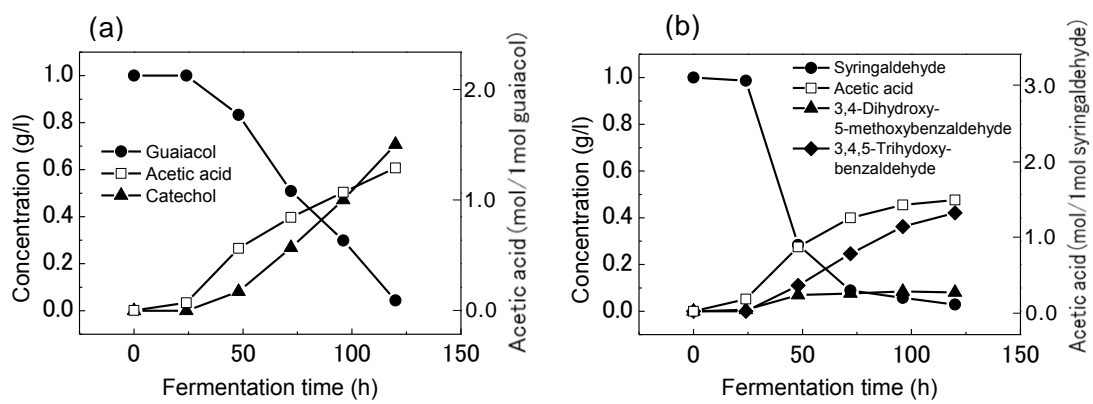 (a)
Concentration (g/l)
1.0
0.8
0.6
0.4
0.2
0.0
Guaiacol
Acetic acid
Catechol
2.0
1.0
0.0
Acetic acid (mol/1mol guaiacol)
0
50
100
150
Fermentation time (h)
(b)
Concentration (g/l)
1.0
0.8
0.6
0.4
0.2
0.0
Syringaldehyde
Acetic acid
3,4-Dihydroxy-
5-methoxybenzaldehyde
3,4,5-Trihydoxy-
benzaldehyde
3.0
2.0
1.0
0.0
Acetic acid (mol/1mol syringaldehyde)
0
50
100
150
Fermentation time (h)